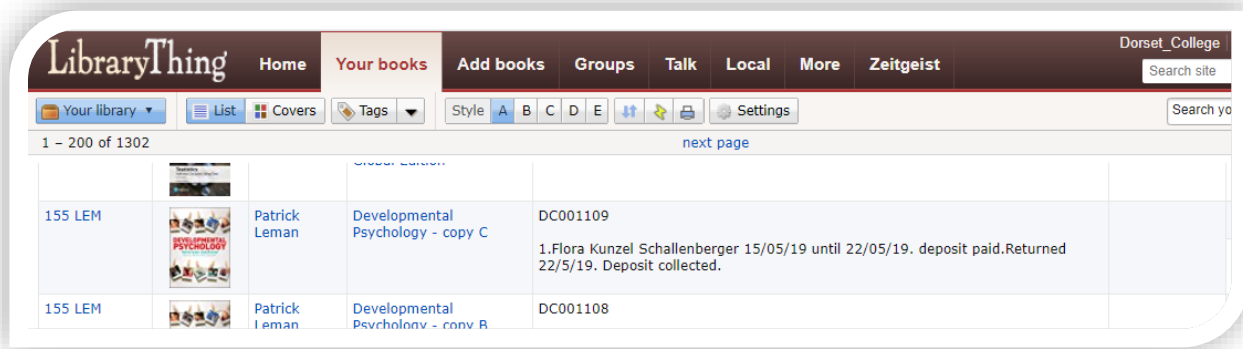 LibraryThing Home Your books Add books Groups Talk Local More Zeitgeist Dorset_College
Search site
Your library List Covers Tags Style A B C D E Settings Search yo
1 – 200 of 1302 next page
Global Edition
155 LEM Patrick Developmental DC001109
Leman Psychology - copy C
DEVELOPMENTAL
PSYCHOLOGY
1.Flora Kunzel Schallenberger 15/05/19 until 22/05/19. deposit paid.Returned
22/5/19. Deposit collected.
155 LEM Patrick Developmental DC001108
Leman Psychology - copy B